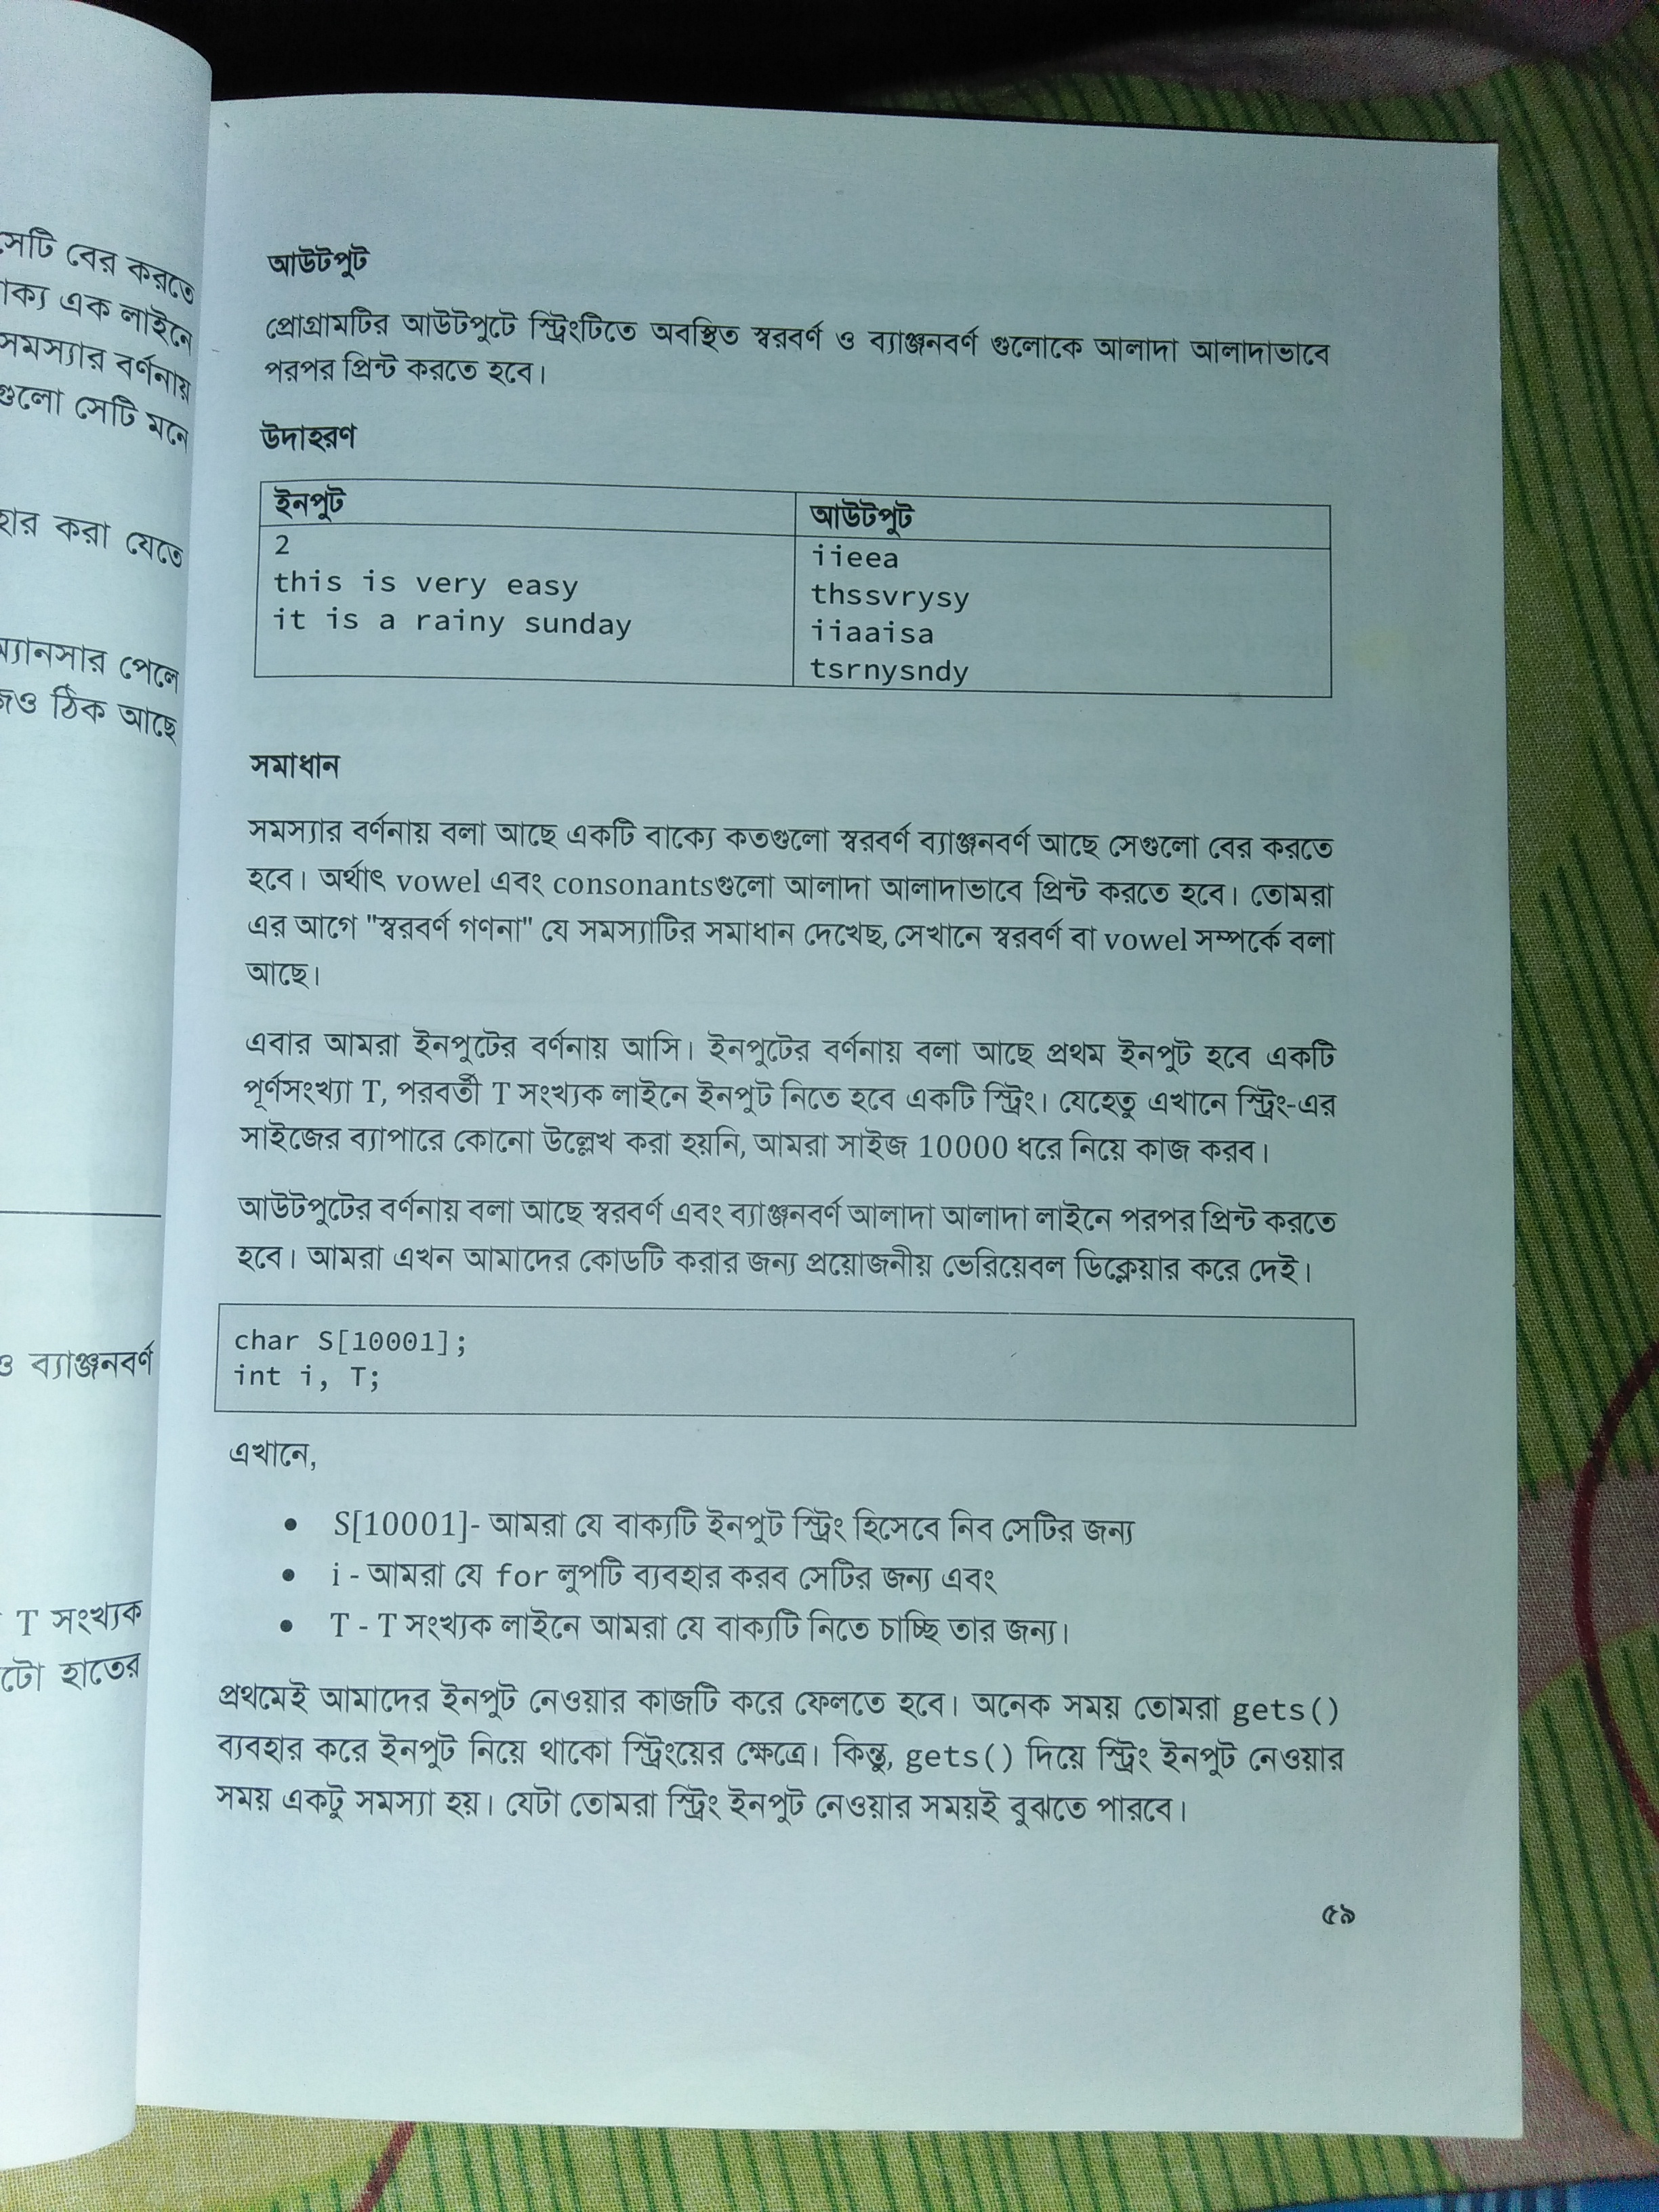 সেটি বের করতে
ক্য এক লাইনে
সমস্যার বর্ণনায়
গুলো সেটি মনে
হার করা যেতে
অ্যানসার পেলে
জও ঠিক আছে
ও ব্যাঞ্জনবর্ণ
T সংখ্যক
টো হাতের
আউটপুট
প্রোগ্রামটির আউটপুটে স্ট্রিংটিতে অবস্থিত স্বরবর্ণ ও ব্যাঞ্জনবর্ণ গুলোকে আলাদা আলাদাভাবে
পরপর প্রিন্ট করতে হবে।
উদাহরণ
ইনপুট আউটপুট
2 iieea
this is very easy thssvrysy
it is a rainy sunday iiaaisa
tsrnysndy
সমাধান
সমস্যার বর্ণনায় বলা আছে একটি বাক্যে কতগুলো স্বরবর্ণ ব্যাঞ্জনবর্ণ আছে সেগুলো বের করতে
হবে। অর্থাৎ vowel এবং consonantsগুলো আলাদা আলাদাভাবে প্রিন্ট করতে হবে। তোমরা
এর আগে "স্বরবর্ণ গণনা" যে সমস্যাটির সমাধান দেখেছ, সেখানে স্বরবর্ণ বা vowel সম্পর্কে বলা
আছে।
এবার আমরা ইনপুটের বর্ণনায় আসি। ইনপুটের বর্ণনায় বলা আছে প্রথম ইনপুট হবে একটি
পূর্ণসংখ্যা T, পরবর্তী T সংখ্যক লাইনে ইনপুট নিতে হবে একটি স্ট্রিং। যেহেতু এখানে স্ট্রিং-এর
সাইজের ব্যাপারে কোনো উল্লেখ করা হয়নি, আমরা সাইজ 10000 ধরে নিয়ে কাজ করব।
আউটপুটের বর্ণনায় বলা আছে স্বরবর্ণ এবং ব্যাঞ্জনবর্ণ আলাদা আলাদা লাইনে পরপর প্রিন্ট করতে
হবে। আমরা এখন আমাদের কোডটি করার জন্য প্রয়োজনীয় ভেরিয়েবল ডিক্লেয়ার করে দেই।
char S[10001];
int i, T;
এখানে,
• S[10001]- আমরা যে বাক্যটি ইনপুট স্ট্রিং হিসেবে নিব সেটির জন্য
• i - আমরা যে for লুপটি ব্যবহার করব সেটির জন্য এবং
• T - T সংখ্যক লাইনে আমরা যে বাক্যটি নিতে চাচ্ছি তার জন্য।
প্রথমেই আমাদের ইনপুট নেওয়ার কাজটি করে ফেলতে হবে। অনেক সময় তোমরা gets()
ব্যবহার করে ইনপুট নিয়ে থাকো স্ট্রিংয়ের ক্ষেত্রে। কিন্তু, gets() দিয়ে স্ট্রিং ইনপুট নেওয়ার
সময় একটু সমস্যা হয়। যেটা তোমরা স্ট্রিং ইনপুট নেওয়ার সময়ই বুঝতে পারবে।
৫৯